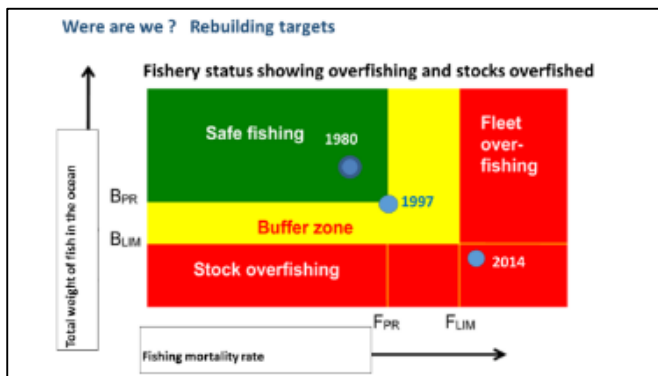 Were are we ? Rebuilding targets
Fishery status showing overfishing and stocks overfished
Total weight of fish in the ocean
Safe fishing
1980
Fleet
over-
fishing
BPR
1997
Buffer zone
BLIM
Stock overfishing
2014
FPR
FLIM
Fishing mortality rate